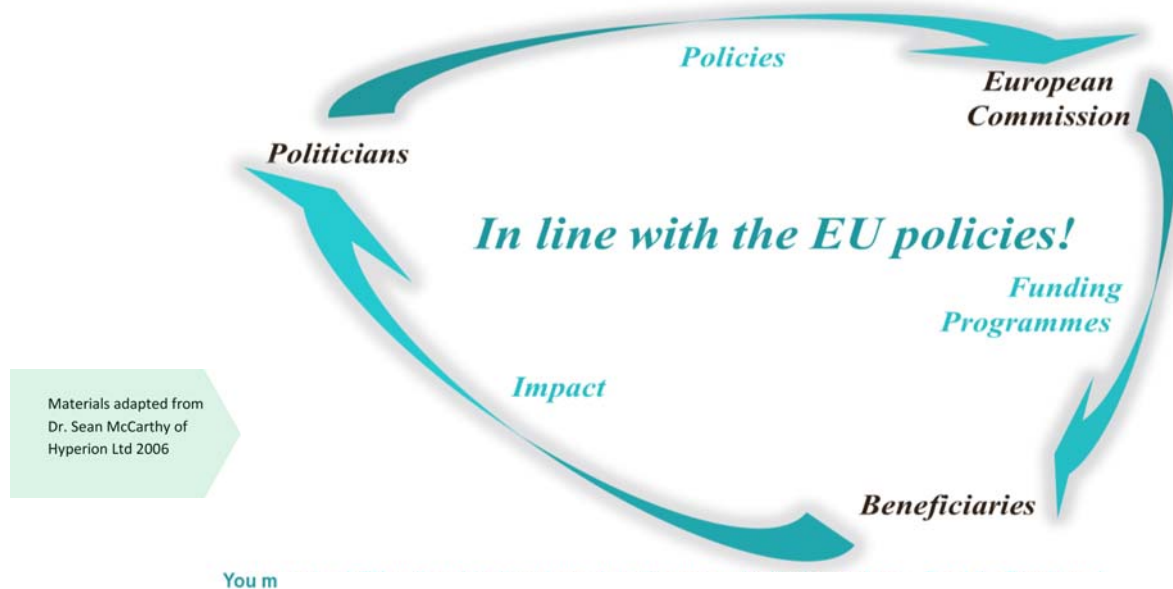 Policies
European
Commission
Politicians
In line with the EU policies!
Funding
Programmes
Impact
Materials adapted from
Dr. Sean McCarthy of
Hyperion Ltd 2006
Beneficiaries
You m